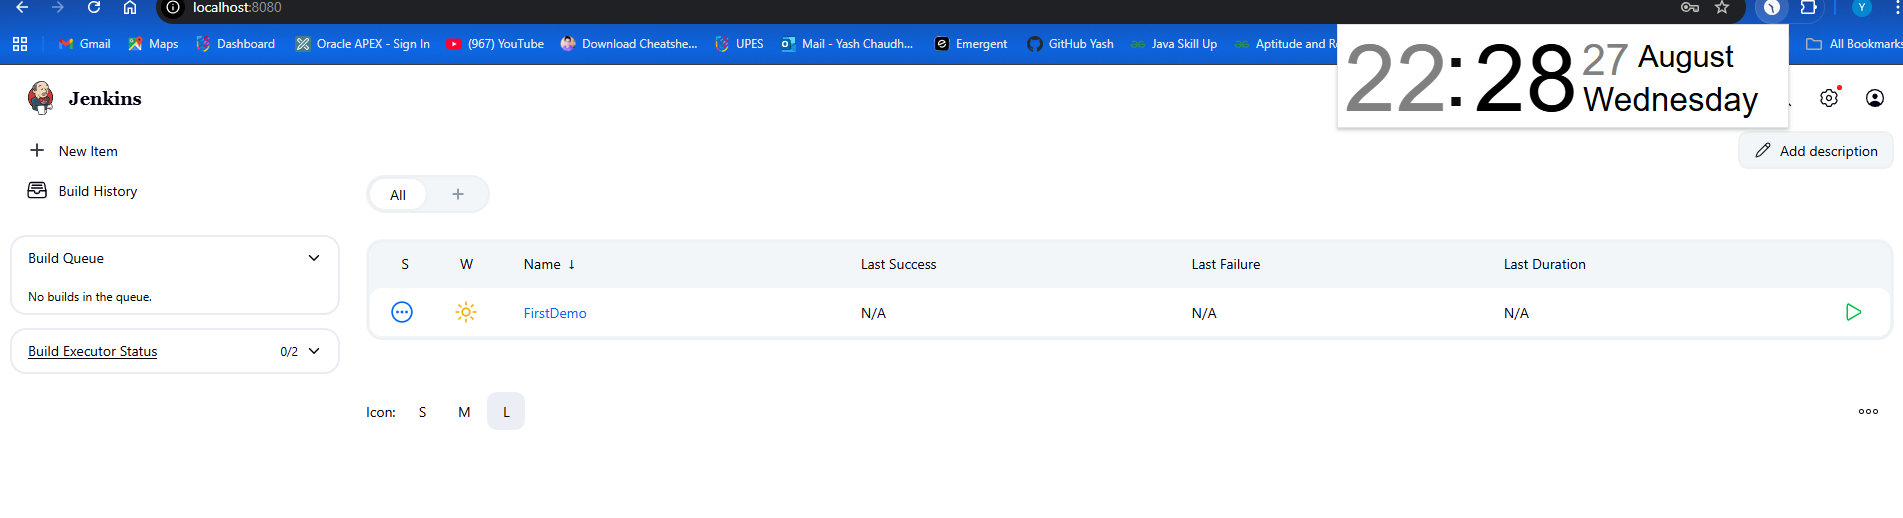 localhost:8080
Gmail Maps Dashboard Oracle APEX - Sign In (967) YouTube Download Cheatshe... UPES Mail - Yash Chaudh... Emergent GitHub Yash Java Skill Up Aptitude and R All Bookmarks
22:28 27 August
Wednesday
Jenkins
New Item
Add description
Build History
All +
Build Queue
No builds in the queue.
Build Executor Status 0/2
S W Name ↓ Last Success Last Failure Last Duration
FirstDemo N/A N/A N/A
Icon: S M L